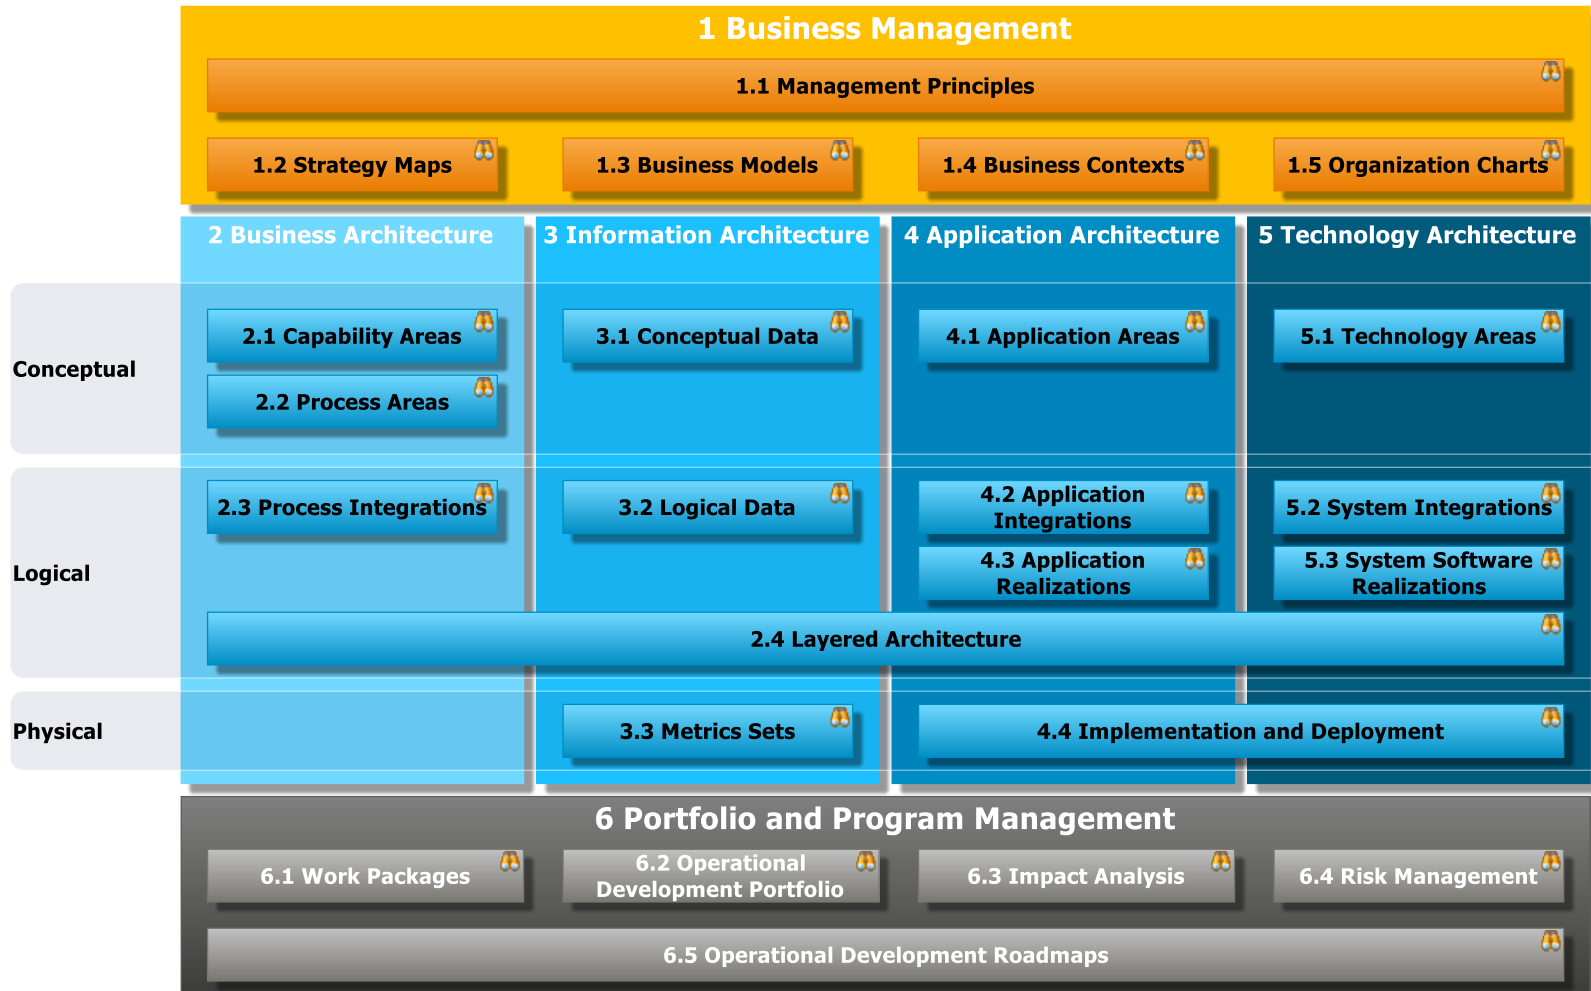 1 Business Management
1.1 Management Principles
1.2 Strategy Maps
1.3 Business Models
1.4 Business Contexts
1.5 Organization Charts
2 Business Architecture
3 Information Architecture
4 Application Architecture
5 Technology Architecture
Conceptual
2.1 Capability Areas
3.1 Conceptual Data
4.1 Application Areas
5.1 Technology Areas
2.2 Process Areas
Logical
2.3 Process Integrations
3.2 Logical Data
4.2 Application
Integrations
5.2 System Integrations
4.3 Application
Realizations
5.3 System Software
Realizations
2.4 Layered Architecture
Physical
3.3 Metrics Sets
4.4 Implementation and Deployment
6 Portfolio and Program Management
6.1 Work Packages
6.2 Operational
Development Portfolio
6.3 Impact Analysis
6.4 Risk Management
6.5 Operational Development Roadmaps